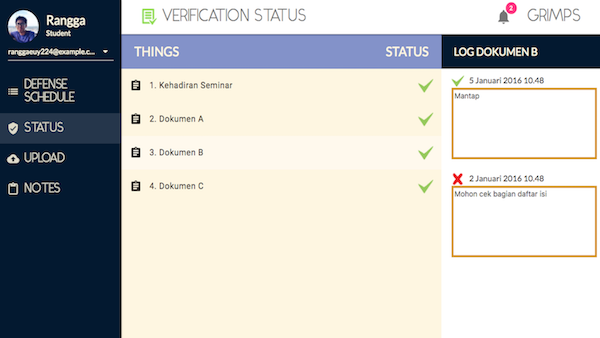 Rangga
Student
ranggaeuy224@example.c...
DEFENSE
SCHEDULE
STATUS
UPLOAD
NOTES
VERIFICATION STATUS
2
GRIMPS
THINGS STATUS
1. Kehadiran Seminar
2. Dokumen A
3. Dokumen B
4. Dokumen C
LOG DOKUMEN B
5 Januari 2016 10.48
Mantap
2 Januari 2016 10.48
Mohon cek bagian daftar isi